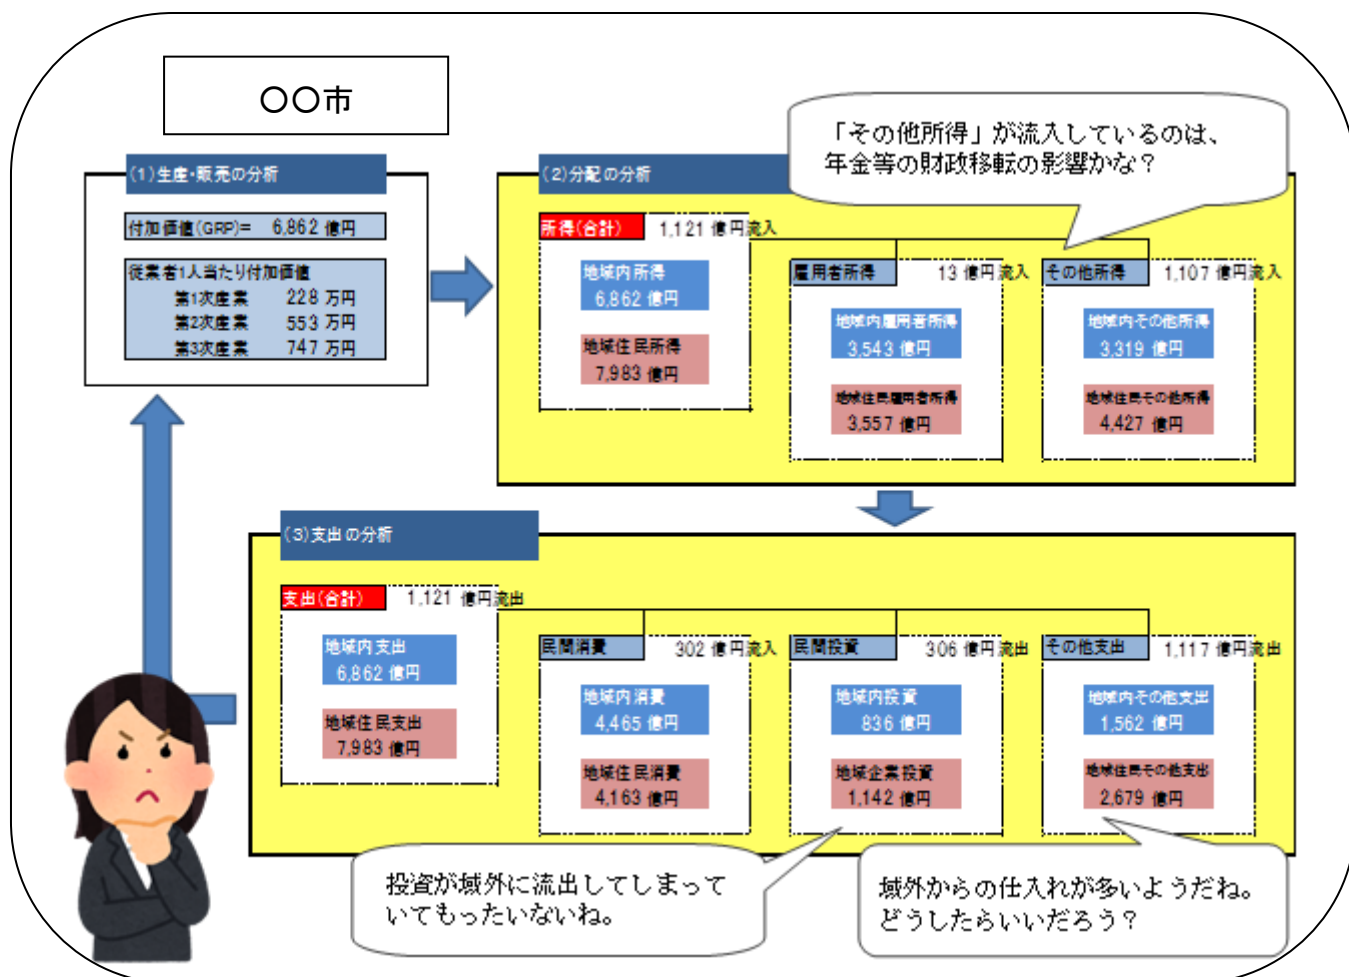 〇〇市
「その他所得」が流入しているのは、
年金等の財政移転の影響かな？
(1)生産・販売の分析
付加価値(GRP)= 6,862 億円
従業者1人当たり付加価値
第1次産業 228 万円
第2次産業 553 万円
第3次産業 747 万円
(2)分配の分析
所得(合計) 1,121 億円流入
地域内所得
6,862 億円
地域住民所得
7,983 億円
雇用者所得 13 億円流入
地域内雇用者所得
3,543 億円
地域住民雇用者所得
3,557 億円
その他所得 1,107 億円流入
地域内その他所得
3,319 億円
地域住民その他所得
4,427 億円
(3)支出の分析
支出(合計) 1,121 億円流出
地域内支出
6,862 億円
地域住民支出
7,983 億円
民間消費 302 億円流入
地域内消費
4,465 億円
地域住民消費
4,163 億円
民間投資 306 億円流出
地域内投資
836 億円
地域企業投資
1,142 億円
その他支出 1,117 億円流出
地域内その他支出
1,562 億円
地域住民その他支出
2,679 億円
投資が域外に流出してしまって
いてもったいないね。
域外からの仕入れが多いようだね。
どうしたらいいだろう？